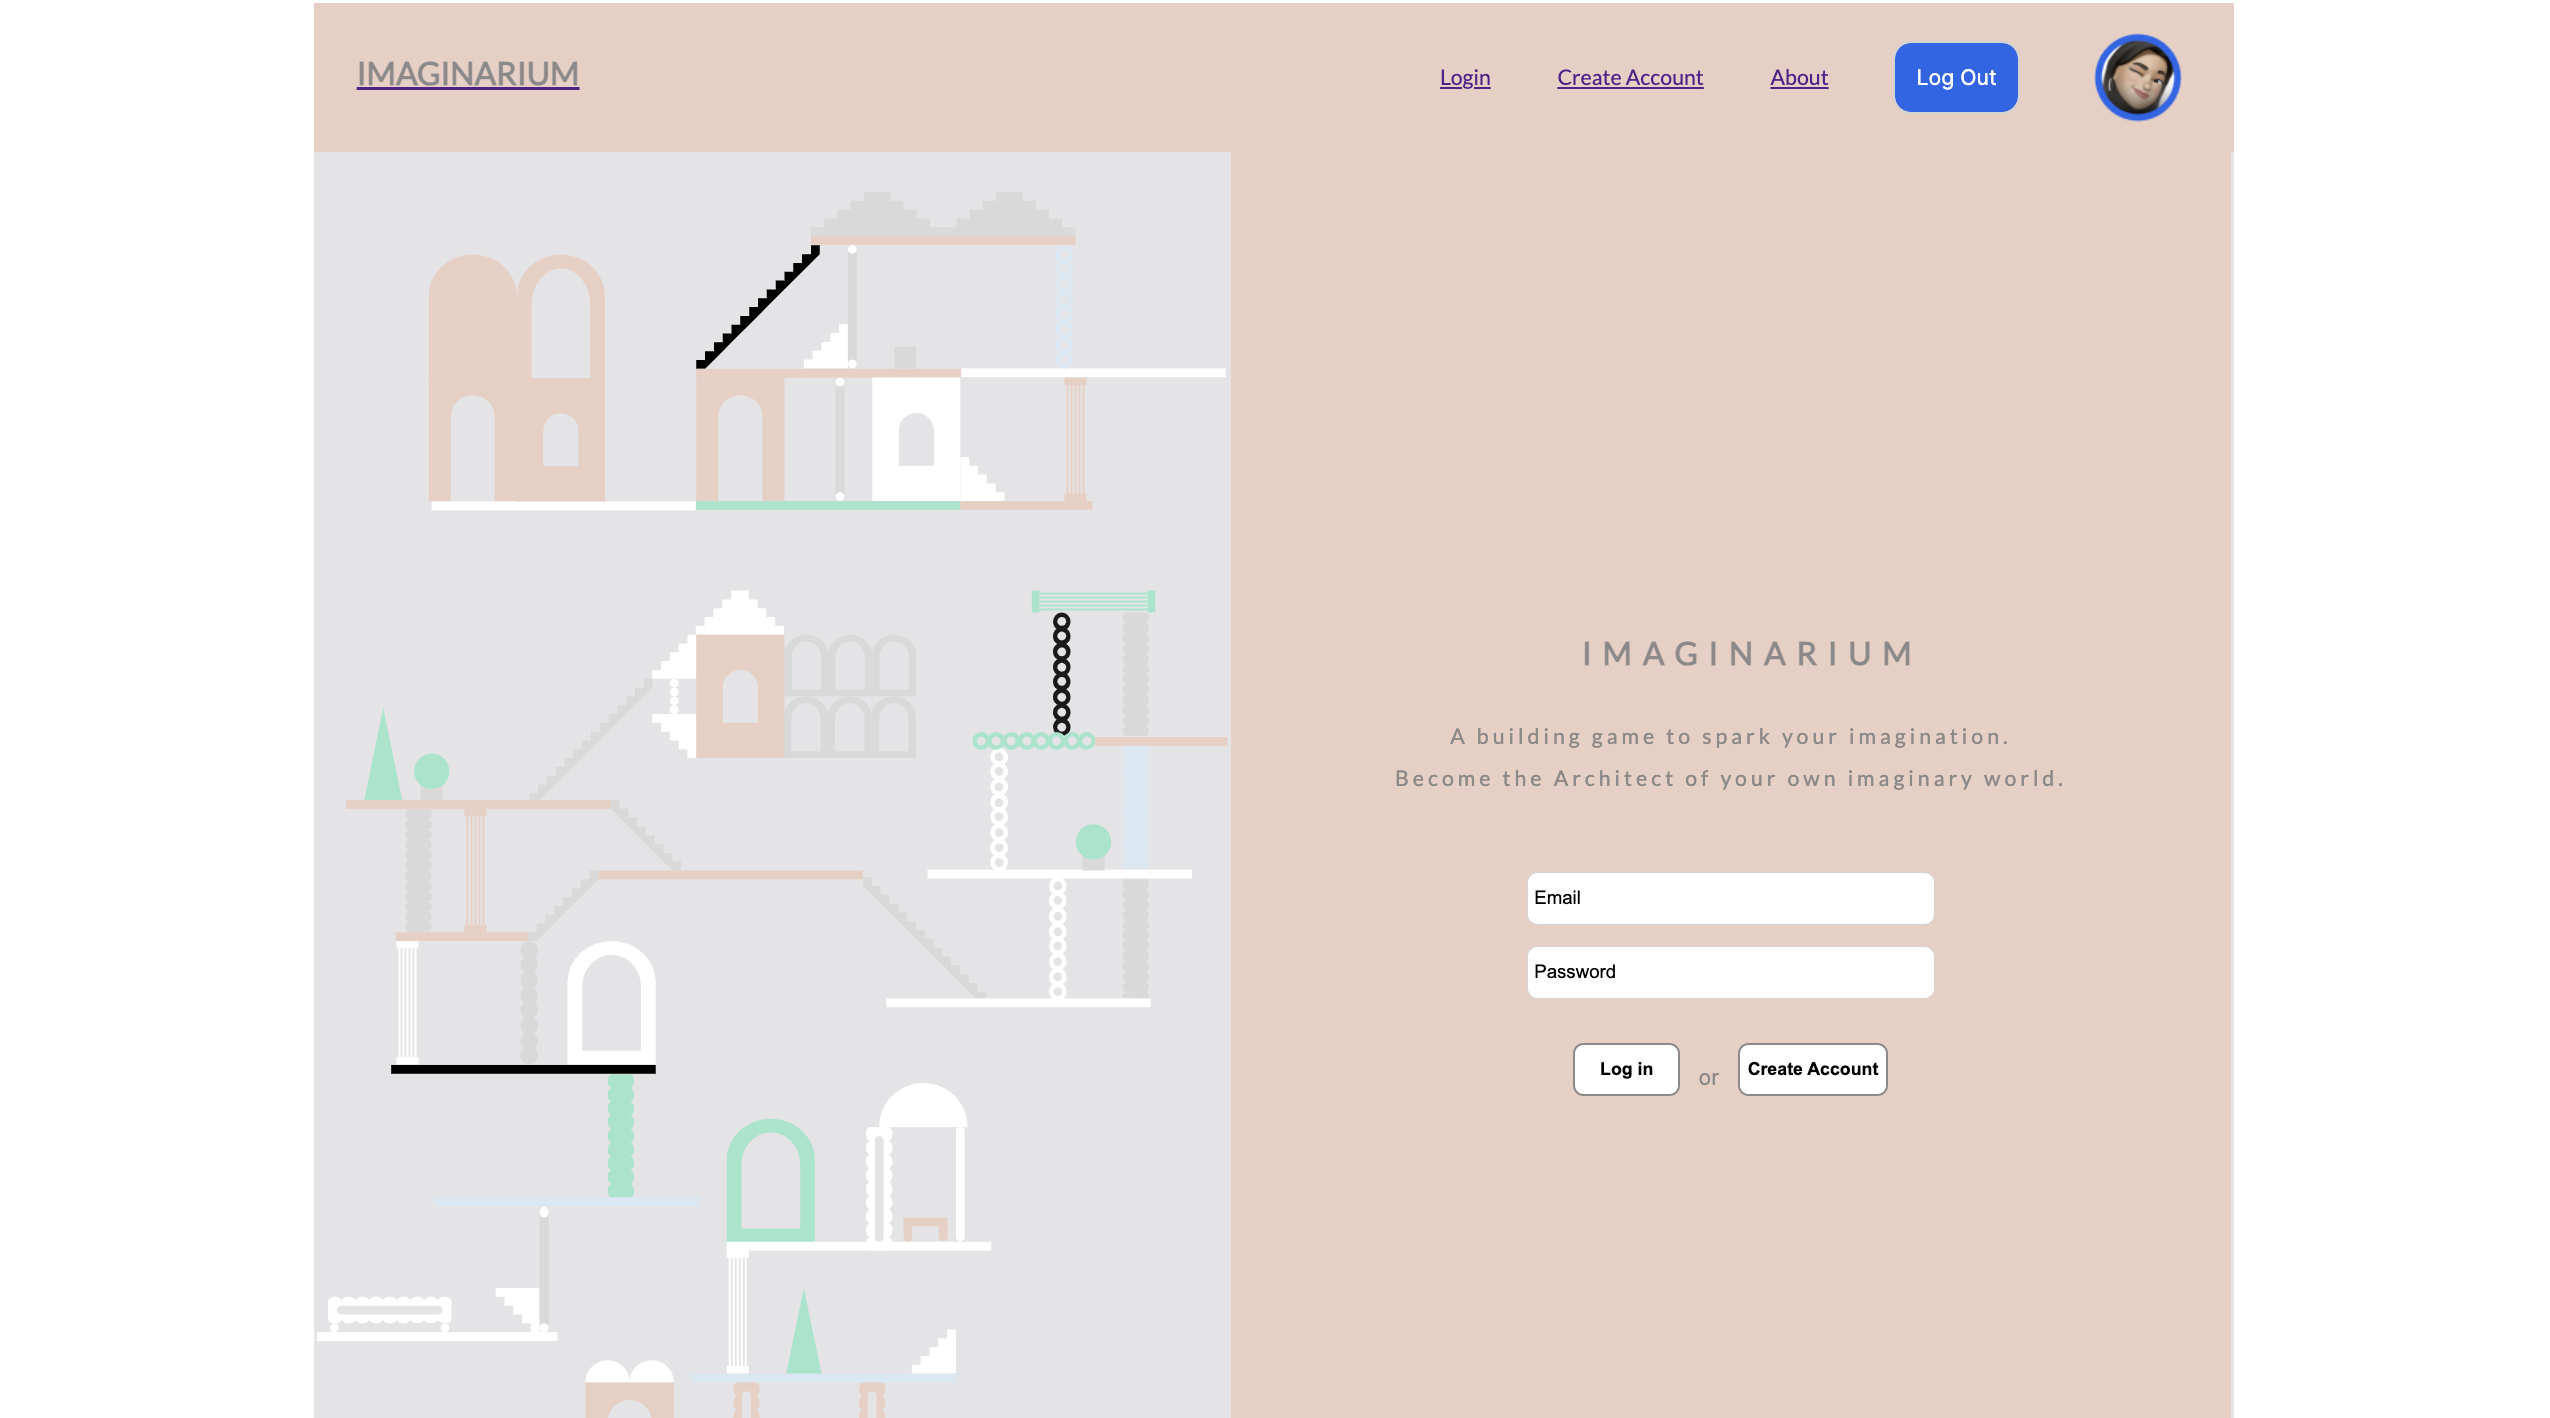 IMAGINARIUM
Login Create Account About Log Out
IMAGINARIUM
A building game to spark your imagination.
Become the Architect of your own imaginary world.
Email
Password
Log in or Create Account